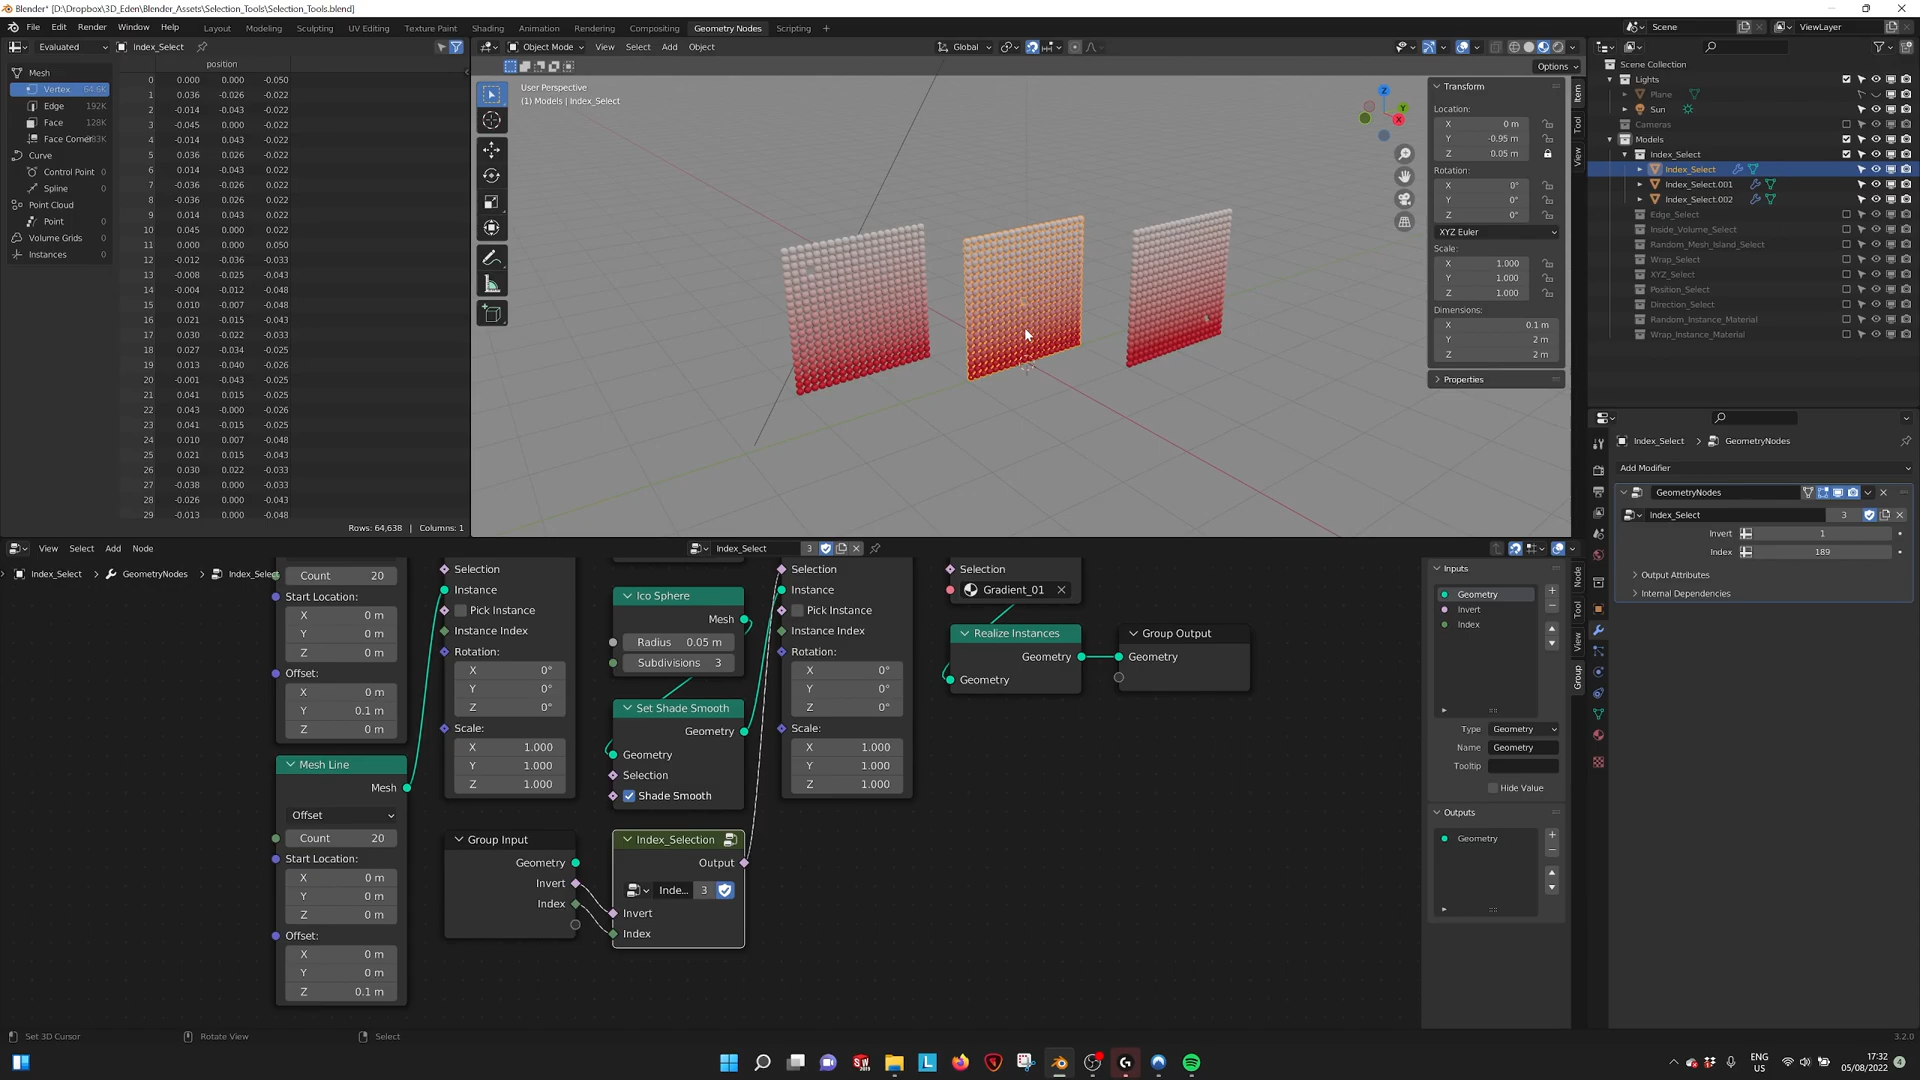 Blender* [D:\Dropbox\3D_Eden\Blender_Assets\Selection_Tools\Selection_Tools.blend]
File Edit Render Window Help Layout Modeling Sculpting UV Editing Texture Paint Shading Animation Rendering Compositing Geometry Nodes Scripting + Scene ViewLayer
Evaluated Index_Select Object Mode View Select Add Object Global
position
Options
Mesh
Vertex 64.6K
Edge 192K
Face 128K
Face Corner
Curve
Control Point 0
Spline 0
Point Cloud
Point 0
Volume Grids 0
Instances 0
0 0.000 0.000 -0.050
1 0.036 -0.026 -0.022
2 -0.014 -0.043 -0.022
3 -0.045 0.000 -0.022
4 -0.014 0.043 -0.022
5 0.036 0.026 -0.022
6 0.014 -0.043 0.022
7 -0.036 -0.026 0.022
8 -0.036 0.026 0.022
9 0.014 0.043 0.022
10 0.045 0.000 0.022
11 0.000 0.000 0.050
12 -0.012 -0.036 -0.033
13 -0.008 -0.025 -0.043
14 -0.004 -0.012 -0.048
15 0.010 -0.007 -0.048
16 0.021 -0.015 -0.043
17 0.030 -0.022 -0.033
18 0.027 -0.034 -0.025
19 0.013 -0.040 -0.026
20 -0.001 -0.043 -0.025
21 0.041 0.015 -0.025
22 0.043 -0.000 -0.026
23 0.041 -0.015 -0.025
24 0.010 0.007 -0.048
25 0.021 0.015 -0.043
26 0.030 0.022 -0.033
27 -0.038 0.000 -0.033
28 -0.026 0.000 -0.043
29 -0.013 0.000 -0.048
Rows: 64,638 | Columns: 1
User Perspective
(1) Models | Index_Select
Z
Y
X
Transform
Location:
X 0 m
Y -0.95 m
Z 0.05 m
Rotation:
X 0°
Y 0°
Z 0°
XYZ Euler
Scale:
X 1.000
Y 1.000
Z 1.000
Dimensions:
X 0.1 m
Y 2 m
Z 2 m
Properties
Item
Tool
View
Scene Collection
Lights
Plane
Sun
Cameras
Models
Index_Select
Index_Select
Index_Select.001
Index_Select.002
Edge_Select
Inside_Volume_Select
Random_Mesh_Island_Select
Wrap_Select
XYZ_Select
Position_Select
Direction_Select
Random_Instance_Material
Wrap_Instance_Material
Index_Select > GeometryNodes
Add Modifier
GeometryNodes
Index_Select 3
Invert 1
Index 189
Output Attributes
Internal Dependencies
View Select Add Node Index_Select 3
Index_Select > GeometryNodes > Index_Select
Count 20
Start Location:
X 0 m
Y 0 m
Z 0 m
Offset:
X 0 m
Y 0.1 m
Z 0 m
Mesh Line
Mesh
Offset
Count 20
Start Location:
X 0 m
Y 0 m
Z 0 m
Offset:
X 0 m
Y 0 m
Z 0.1 m
Selection
Instance
Pick Instance
Instance Index
Rotation:
X 0°
Y 0°
Z 0°
Scale:
X 1.000
Y 1.000
Z 1.000
Group Input
Geometry
Invert
Index
Ico Sphere
Mesh
Radius 0.05 m
Subdivisions 3
Set Shade Smooth
Geometry
Geometry
Selection
Shade Smooth
Index_Selection
Output
Inde... 3
Invert
Index
Selection
Instance
Pick Instance
Instance Index
Rotation:
X 0°
Y 0°
Z 0°
Scale:
X 1.000
Y 1.000
Z 1.000
Selection
Gradient_01
Realize Instances
Geometry
Geometry
Group Output
Geometry
Inputs
Geometry
Invert
Index
Type Geometry
Name Geometry
Tooltip
Hide Value
Outputs
Geometry
Node
Tool
View
Group
Set 3D Cursor Rotate View Select 3.2.0
ENG
US
17:32
05/08/2022
4